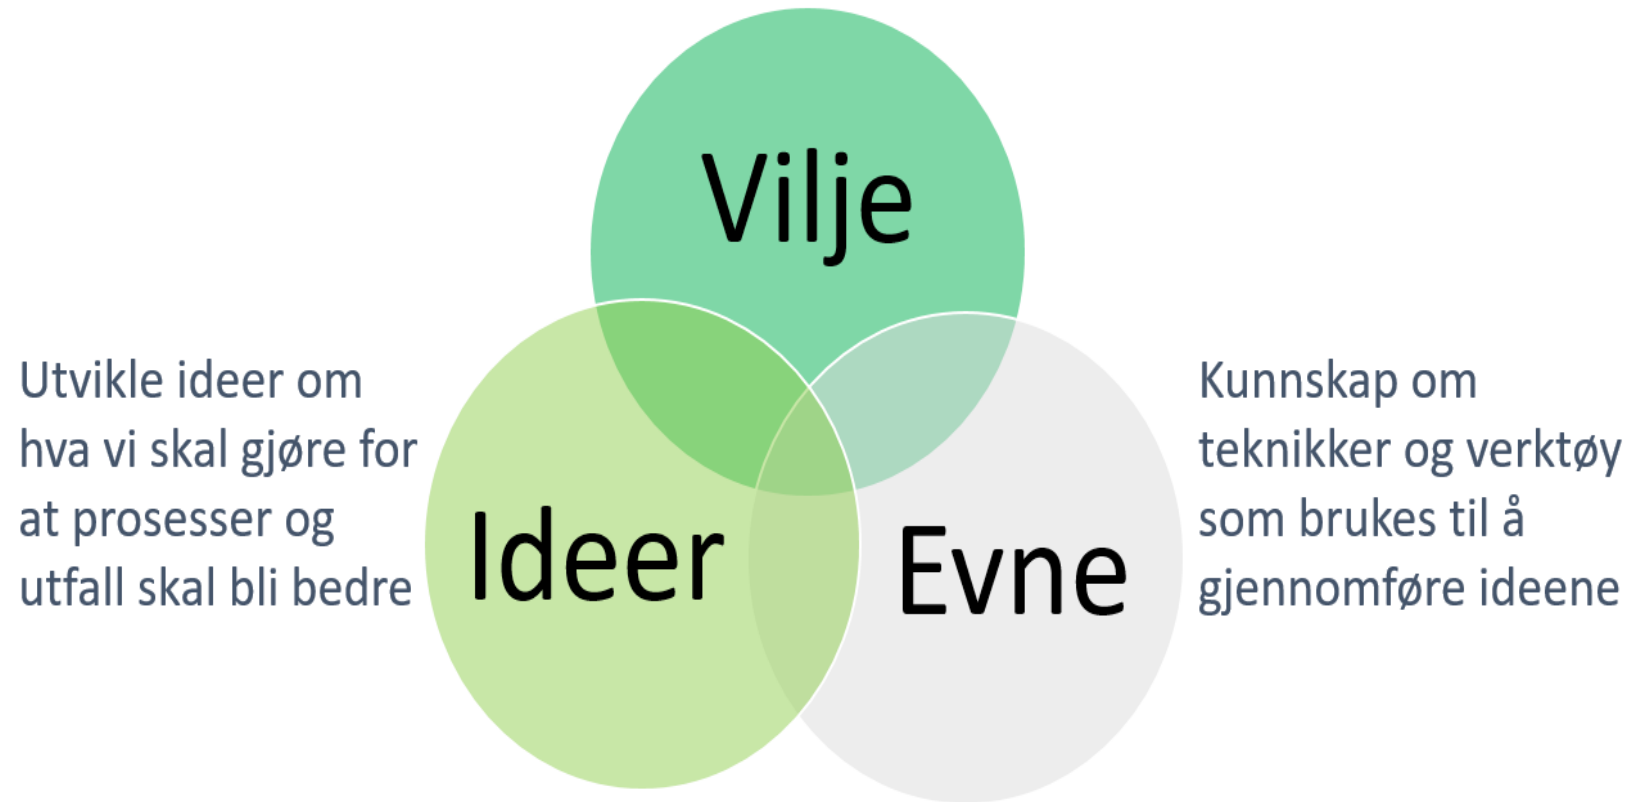 Vilje
Utvikle ideer om
hva vi skal gjøre for
at prosesser og
utfall skal bli bedre
Ideer
Evne
Kunnskap om
teknikker og verktøy
som brukes til å
gjennomføre ideene